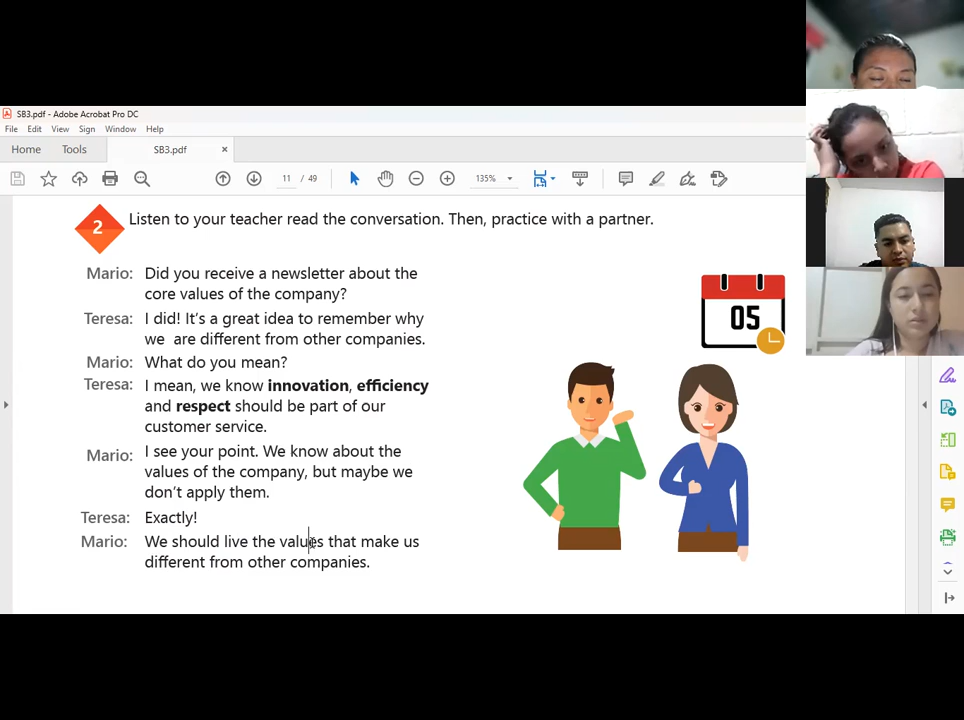 SB3.pdf - Adobe Acrobat Pro DC
File Edit View Sign Window Help
Home Tools SB3.pdf ×
11 / 49 135%
2 Listen to your teacher read the conversation. Then, practice with a partner.
Mario: Did you receive a newsletter about the
core values of the company?
Teresa: I did! It's a great idea to remember why
we are different from other companies.
Mario: What do you mean?
Teresa: I mean, we know innovation, efficiency
and respect should be part of our
customer service.
Mario: I see your point. We know about the
values of the company, but maybe we
don't apply them.
Teresa: Exactly!
Mario: We should live the values that make us
different from other companies.
05